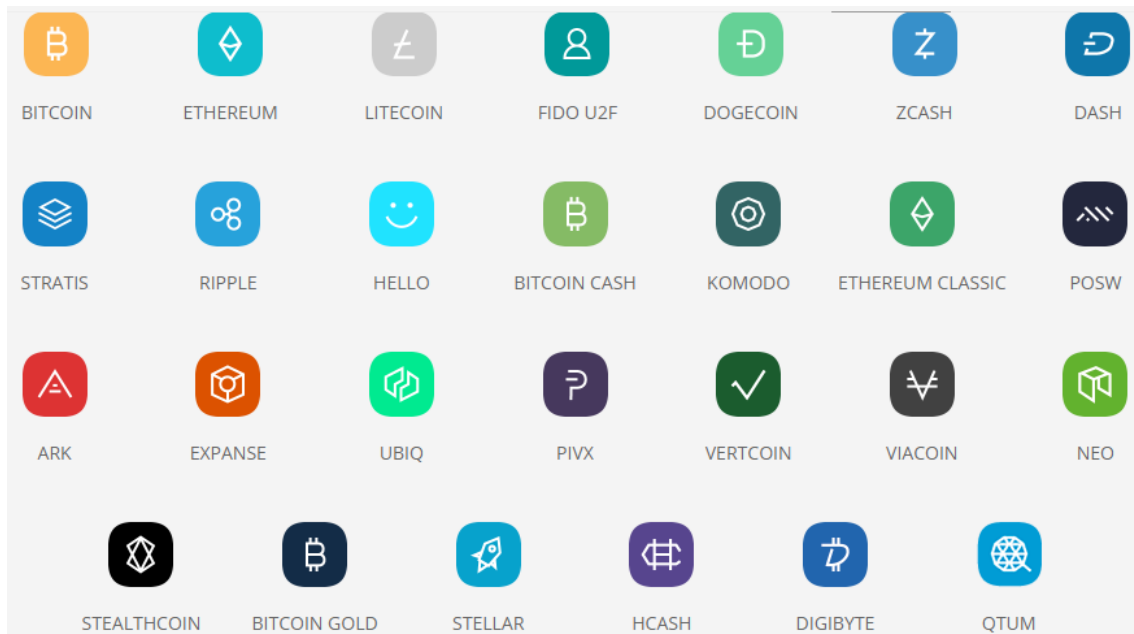 BITCOIN ETHEREUM LITECOIN FIDO U2F DOGECOIN ZCASH DASH
STRATIS RIPPLE HELLO BITCOIN CASH KOMODO ETHEREUM CLASSIC POSW
ARK EXPANSE UBIQ PIVX VERTCOIN VIACOIN NEO
STEALTHCOIN BITCOIN GOLD STELLAR HCASH DIGIBYTE QTUM